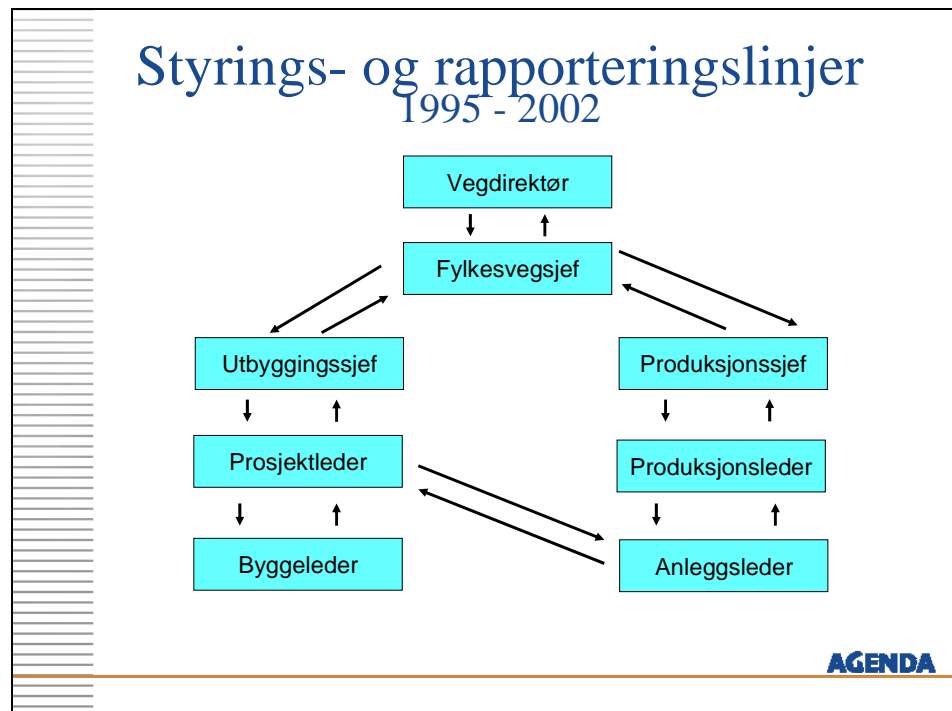 Styrings- og rapporteringslinjer
1995 - 2002
Vegdirektør
Fylkesvegsjef
Utbyggingssjef
Produksjonssjef
Prosjektleder
Produksjonsleder
Byggeleder
Anleggsleder
AGENDA